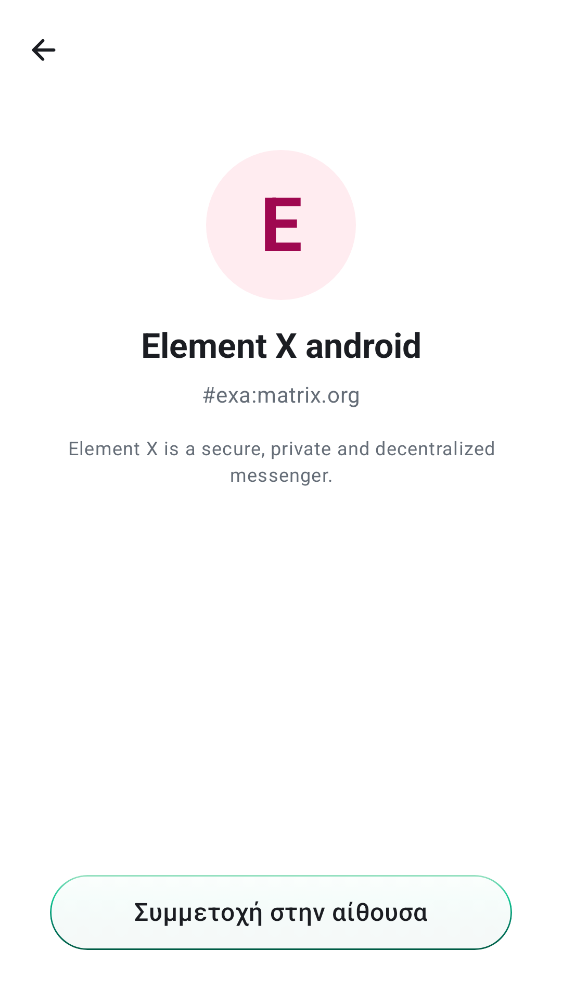 E
Element X android
#exa:matrix.org
Element X is a secure, private and decentralized
messenger.
Συμμετοχή στην αίθουσα